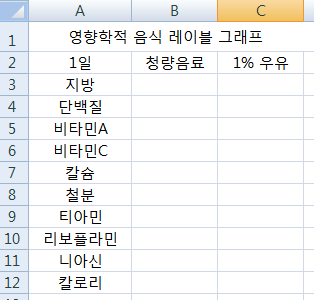 A B C
1 영향학적 음식 레이블 그래프
2 1일 청량음료 1% 우유
3 지방
4 단백질
5 비타민A
6 비타민C
7 칼슘
8 철분
9 티아민
10 리보플라민
11 니아신
12 칼로리